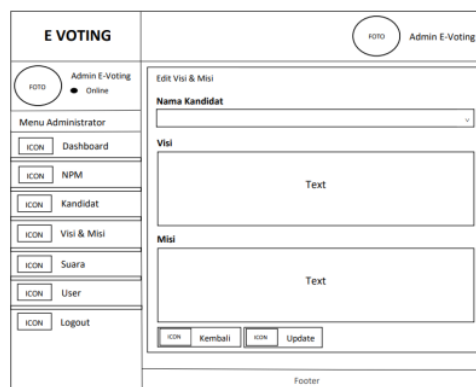 E VOTING
FOTO
Admin E-Voting
FOTO
Admin E-Voting
Online
Menu Administrator
ICON Dashboard
ICON NPM
ICON Kandidat
ICON Visi & Misi
ICON Suara
ICON User
ICON Logout
Edit Visi & Misi
Nama Kandidat
Visi
Text
Misi
Text
ICON Kembali ICON Update
Footer